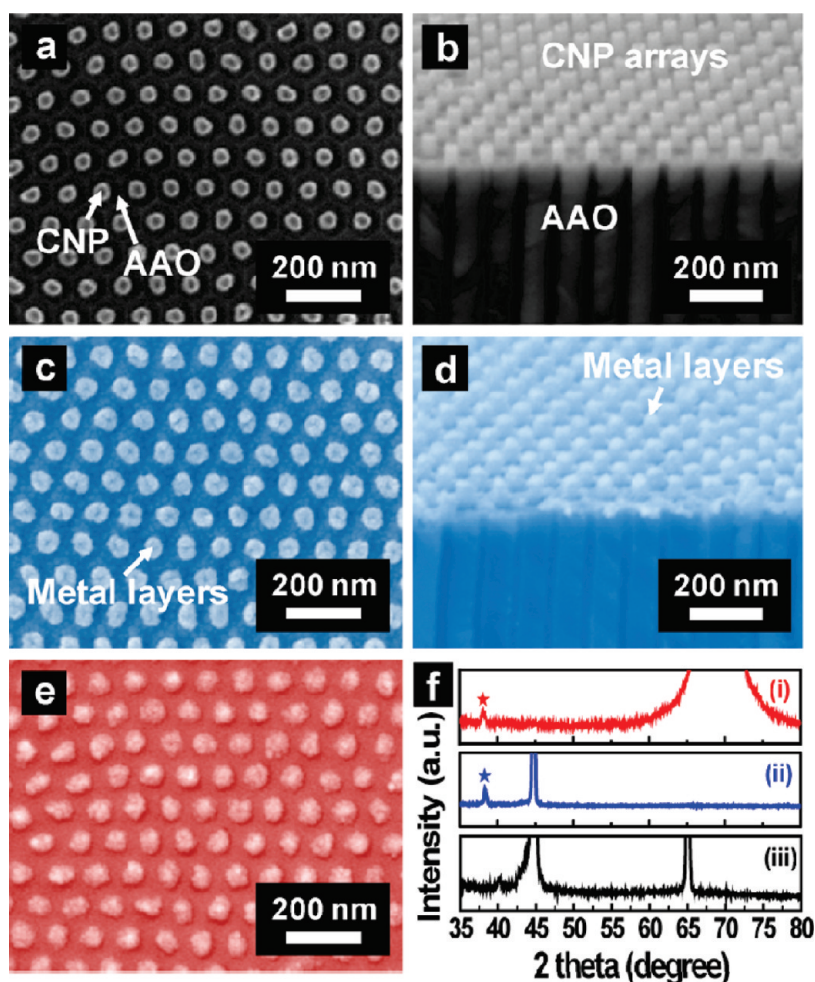 a
CNP
AAO
200 nm
b
CNP arrays
AAO
200 nm
c
Metal layers
200 nm
d
Metal layers
200 nm
e
200 nm
f
Intensity (a.u.)
(i)
(ii)
(iii)
35 40 45 50 55 60 65 70 75 80
2 theta (degree)